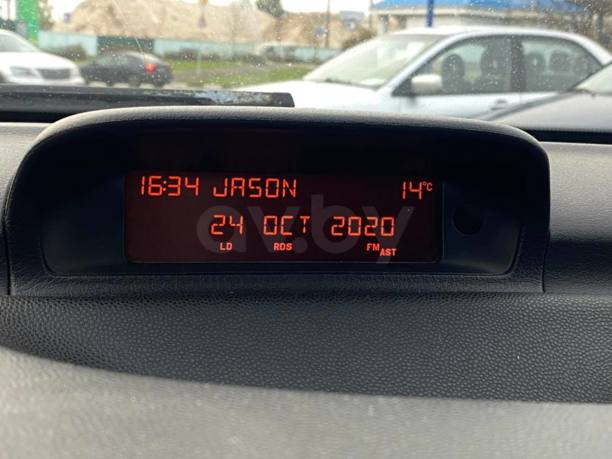 16:34 JASON 14°C
24 OCT 2020
LD RDS FM AST
av.by